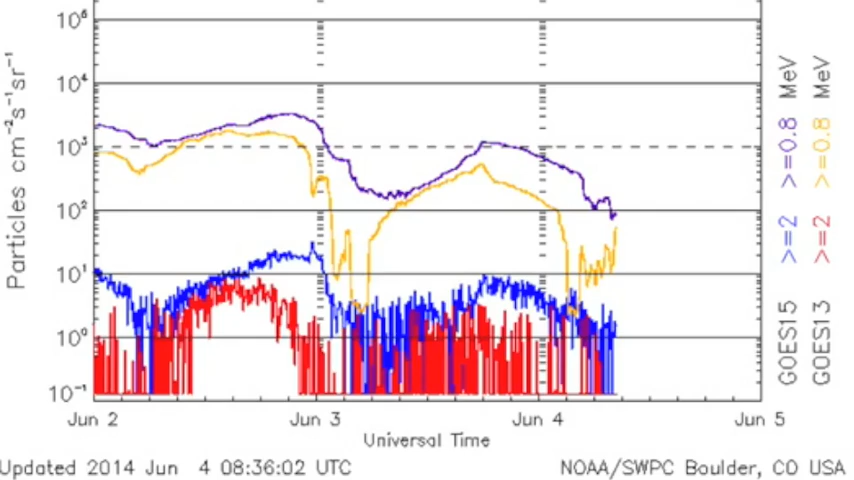 10⁶
10⁴
10³
10²
10¹
10⁰
10⁻¹
Particles cm⁻²s⁻¹sr⁻¹
Jun 2 Jun 3 Jun 4 Jun 5
Universal Time
GOES15 >=2 >=0.8 MeV
GOES13 >=2 >=0.8 MeV
Updated 2014 Jun 4 08:36:02 UTC
NOAA/SWPC Boulder, CO USA